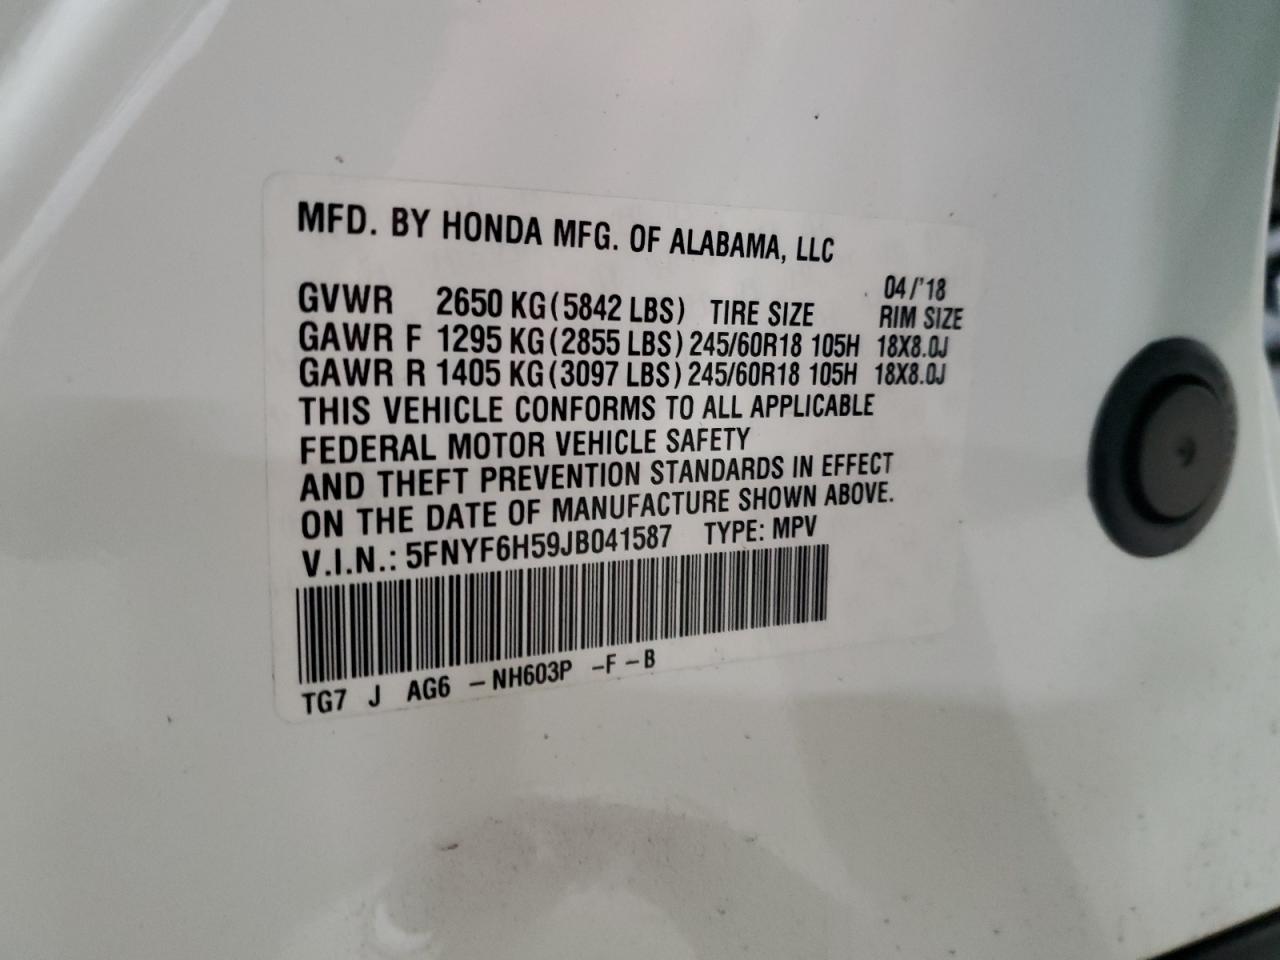 MFD. BY HONDA MFG. OF ALABAMA, LLC
04/'18
GVWR 2650 KG(5842 LBS) TIRE SIZE RIM SIZE
GAWR F 1295 KG(2855 LBS) 245/60R18 105H 18X8.0J
GAWR R 1405 KG(3097 LBS) 245/60R18 105H 18X8.0J
THIS VEHICLE CONFORMS TO ALL APPLICABLE
FEDERAL MOTOR VEHICLE SAFETY
AND THEFT PREVENTION STANDARDS IN EFFECT
ON THE DATE OF MANUFACTURE SHOWN ABOVE.
V.I.N.: 5FNYF6H59JB041587 TYPE: MPV
TG7 J AG6 -NH603P -F-B